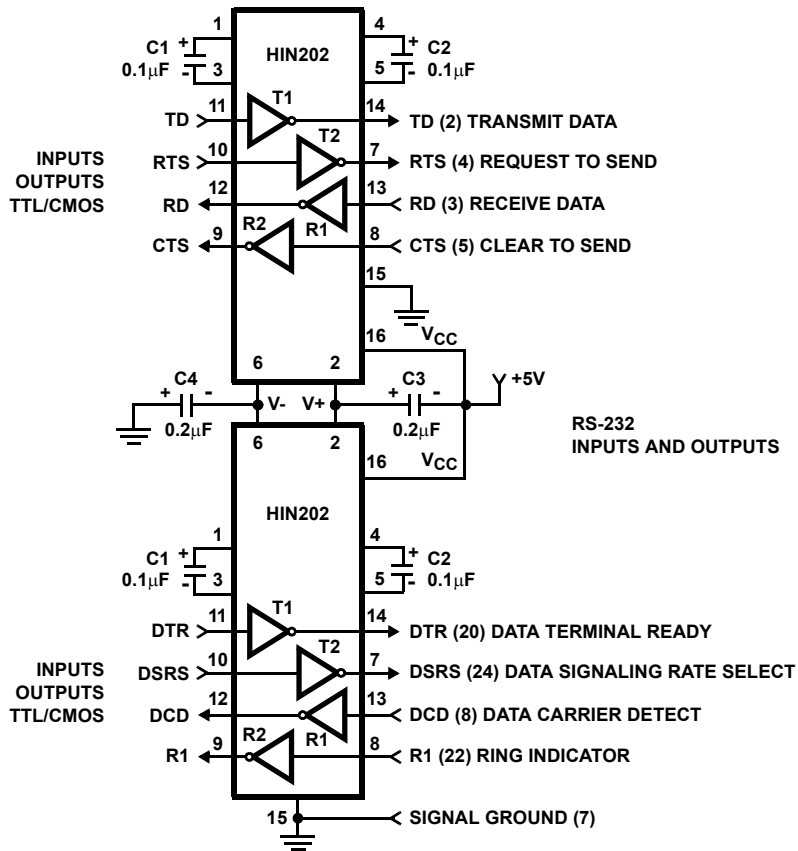 1
4
C1 +
HIN202
+ C2
0.1μF
-
3
5
-
0.1μF
T1
11
14
TD
TD (2) TRANSMIT DATA
T2
10
7
INPUTS
OUTPUTS
TTL/CMOS
RTS
RTS (4) REQUEST TO SEND
12
13
RD
RD (3) RECEIVE DATA
R2
R1
9
8
CTS
CTS (5) CLEAR TO SEND
15
16
VCC
6
2
C4
+
-
V-
V+
C3
+
-
+5V
0.2μF
0.2μF
RS-232
INPUTS AND OUTPUTS
6
2
16
VCC
HIN202
1
4
C1 +
+ C2
0.1μF
-
3
5
-
0.1μF
T1
11
14
DTR
DTR (20) DATA TERMINAL READY
T2
10
7
INPUTS
OUTPUTS
TTL/CMOS
DSRS
DSRS (24) DATA SIGNALING RATE SELECT
12
13
DCD
DCD (8) DATA CARRIER DETECT
R2
R1
9
8
R1
R1 (22) RING INDICATOR
15
SIGNAL GROUND (7)